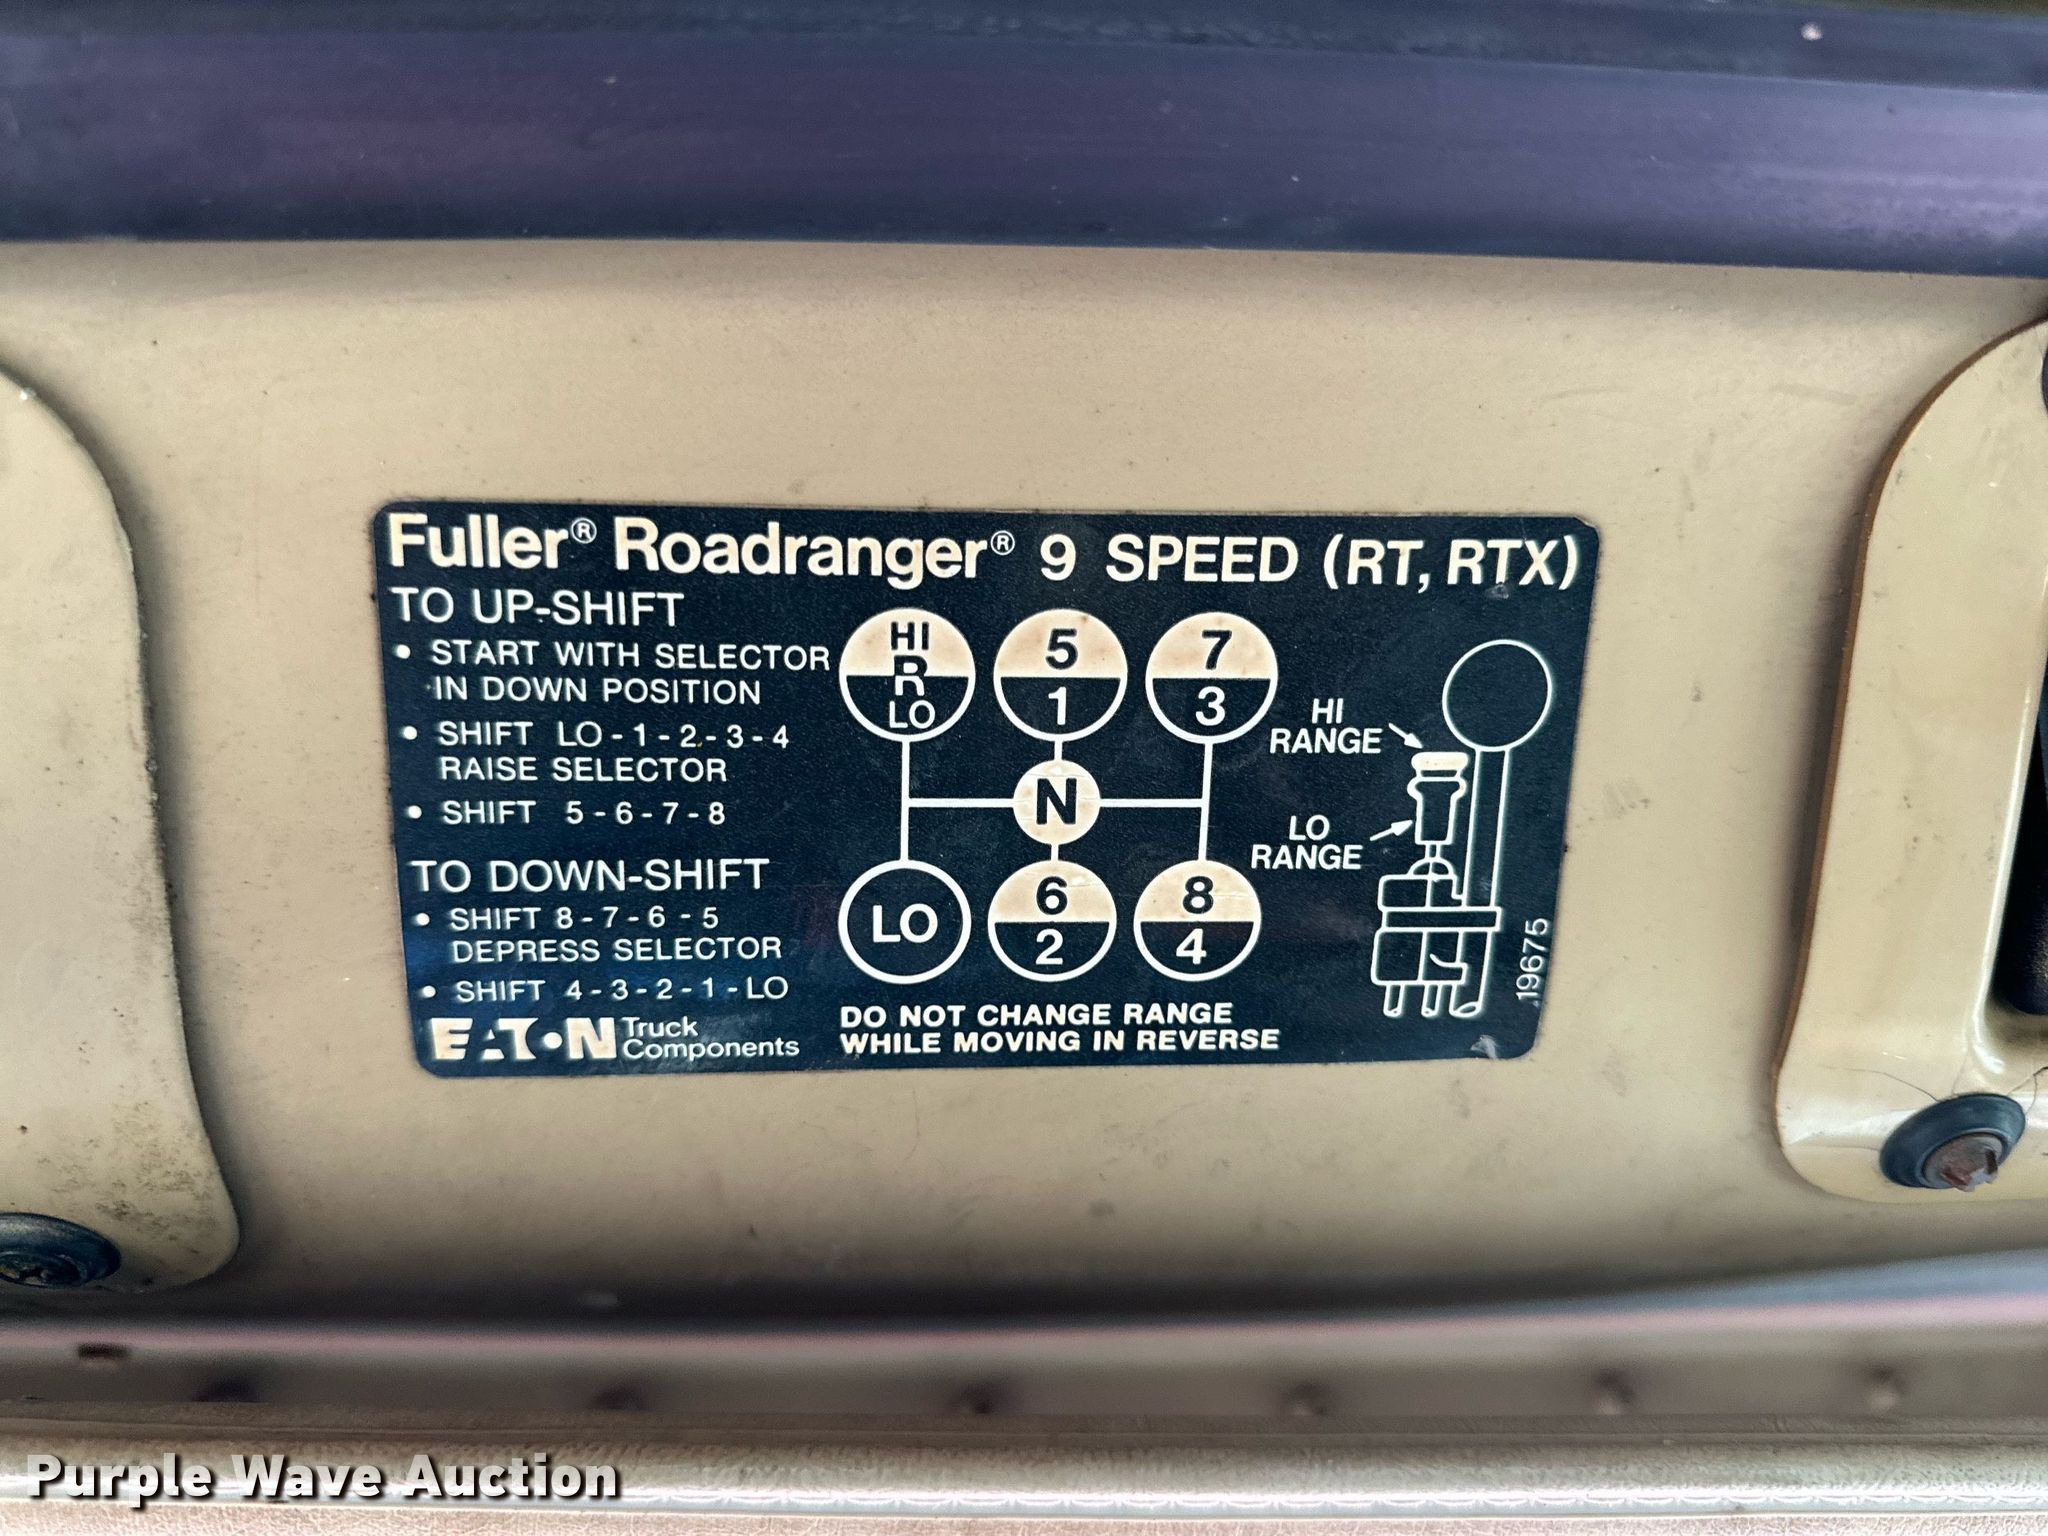 Fuller® Roadranger® 9 SPEED (RT, RTX)
TO UP-SHIFT
• START WITH SELECTOR
IN DOWN POSITION
• SHIFT LO-1-2-3-4
RAISE SELECTOR
• SHIFT 5-6-7-8
TO DOWN-SHIFT
• SHIFT 8-7-6-5
DEPRESS SELECTOR
• SHIFT 4-3-2-1-LO
EATON Truck
Components
HI
R
LO
5
1
7
3
N
LO
6
2
8
4
DO NOT CHANGE RANGE
WHILE MOVING IN REVERSE
HI
RANGE
LO
RANGE
19675
Purple Wave Auction